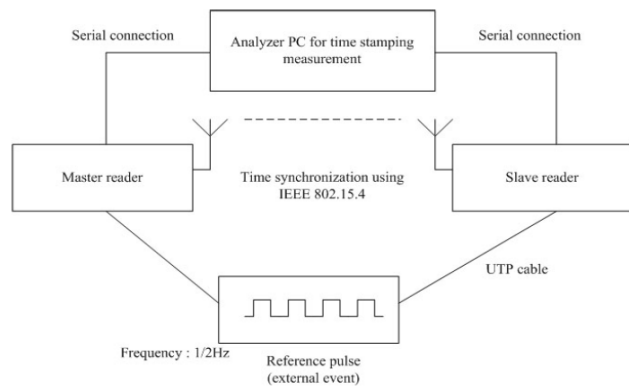 Serial connection
Analyzer PC for time stamping
measurement
Serial connection
Master reader
Time synchronization using
IEEE 802.15.4
Slave reader
UTP cable
Frequency : 1/2Hz
Reference pulse
(external event)